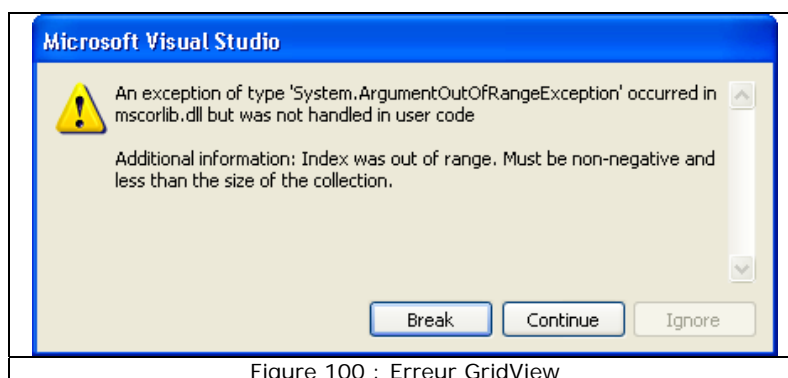 Microsoft Visual Studio
An exception of type 'System.ArgumentOutOfRangeException' occurred in
mscorlib.dll but was not handled in user code
Additional information: Index was out of range. Must be non-negative and
less than the size of the collection.
Break Continue Ignore
Figure 100 : Erreur GridView